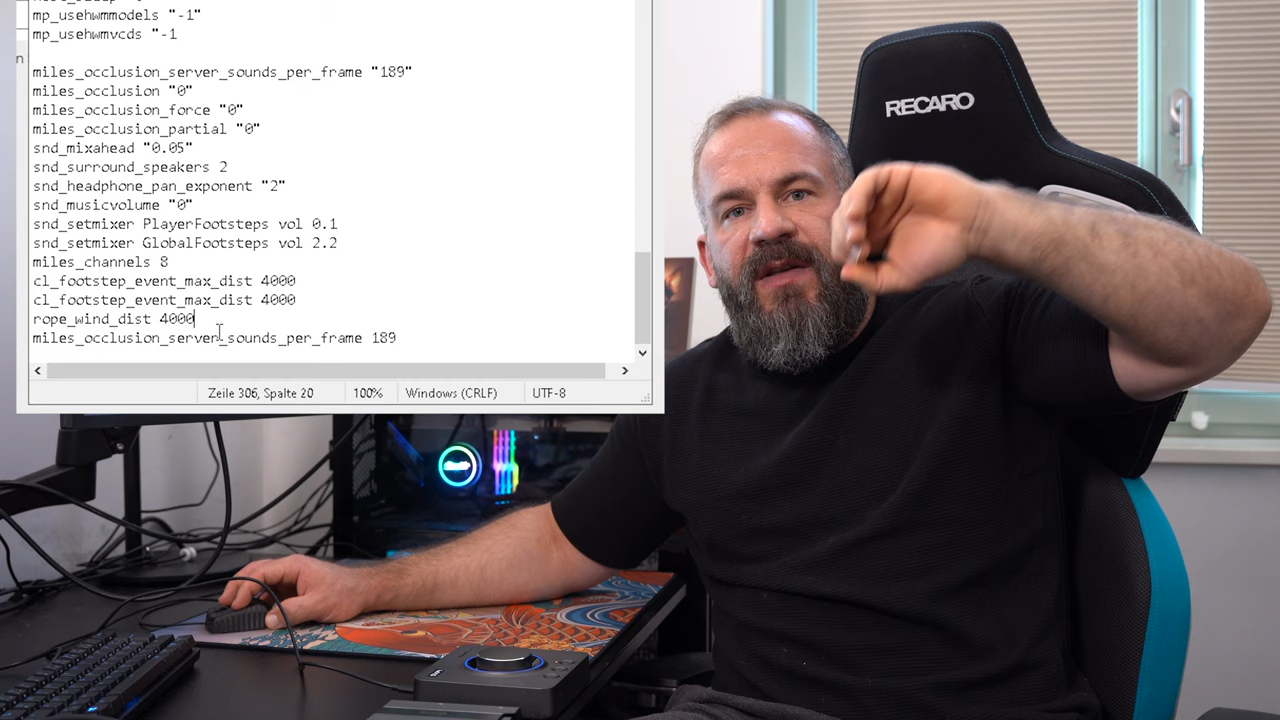 mp_usehwmmodels "-1"
mp_usehwmvcds "-1
miles_occlusion_server_sounds_per_frame "189"
miles_occlusion "0"
miles_occlusion_force "0"
miles_occlusion_partial "0"
snd_mixahead "0.05"
snd_surround_speakers 2
snd_headphone_pan_exponent "2"
snd_musicvolume "0"
snd_setmixer PlayerFootsteps vol 0.1
snd_setmixer GlobalFootsteps vol 2.2
miles_channels 8
cl_footstep_event_max_dist 4000
cl_footstep_event_max_dist 4000
rope_wind_dist 4000
miles_occlusion_server_sounds_per_frame 189
Zeile 306, Spalte 20
100%
Windows (CRLF)
UTF-8
RECARO